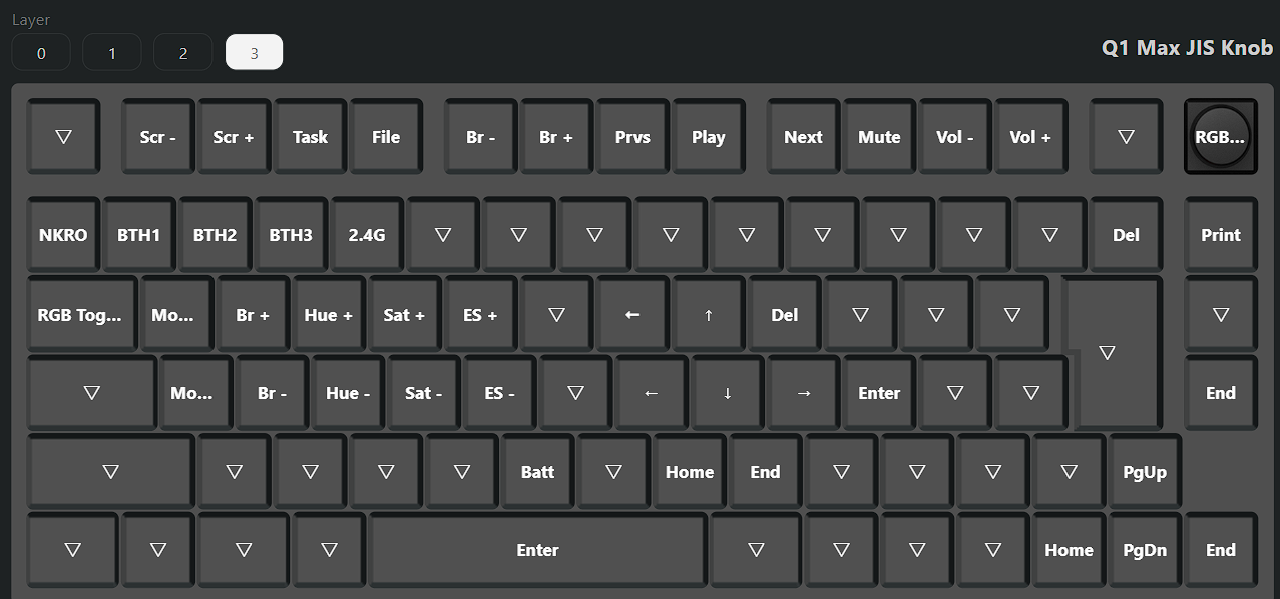 Layer
0 1 2 3
Q1 Max JIS Knob
▽ Scr - Scr + Task File Br - Br + Prvs Play Next Mute Vol - Vol + ▽ RGB...
NKRO BTH1 BTH2 BTH3 2.4G ▽ ▽ ▽ ▽ ▽ ▽ ▽ ▽ ▽ Del Print
RGB Tog... Mo... Br + Hue + Sat + ES + ▽ ← ↑ Del ▽ ▽ ▽ ▽ ▽
▽ Mo... Br - Hue - Sat - ES - ▽ ← ↓ → Enter ▽ ▽ End
▽ ▽ ▽ ▽ ▽ Batt ▽ Home End ▽ ▽ ▽ ▽ PgUp
▽ ▽ ▽ ▽ Enter ▽ ▽ ▽ ▽ Home PgDn End